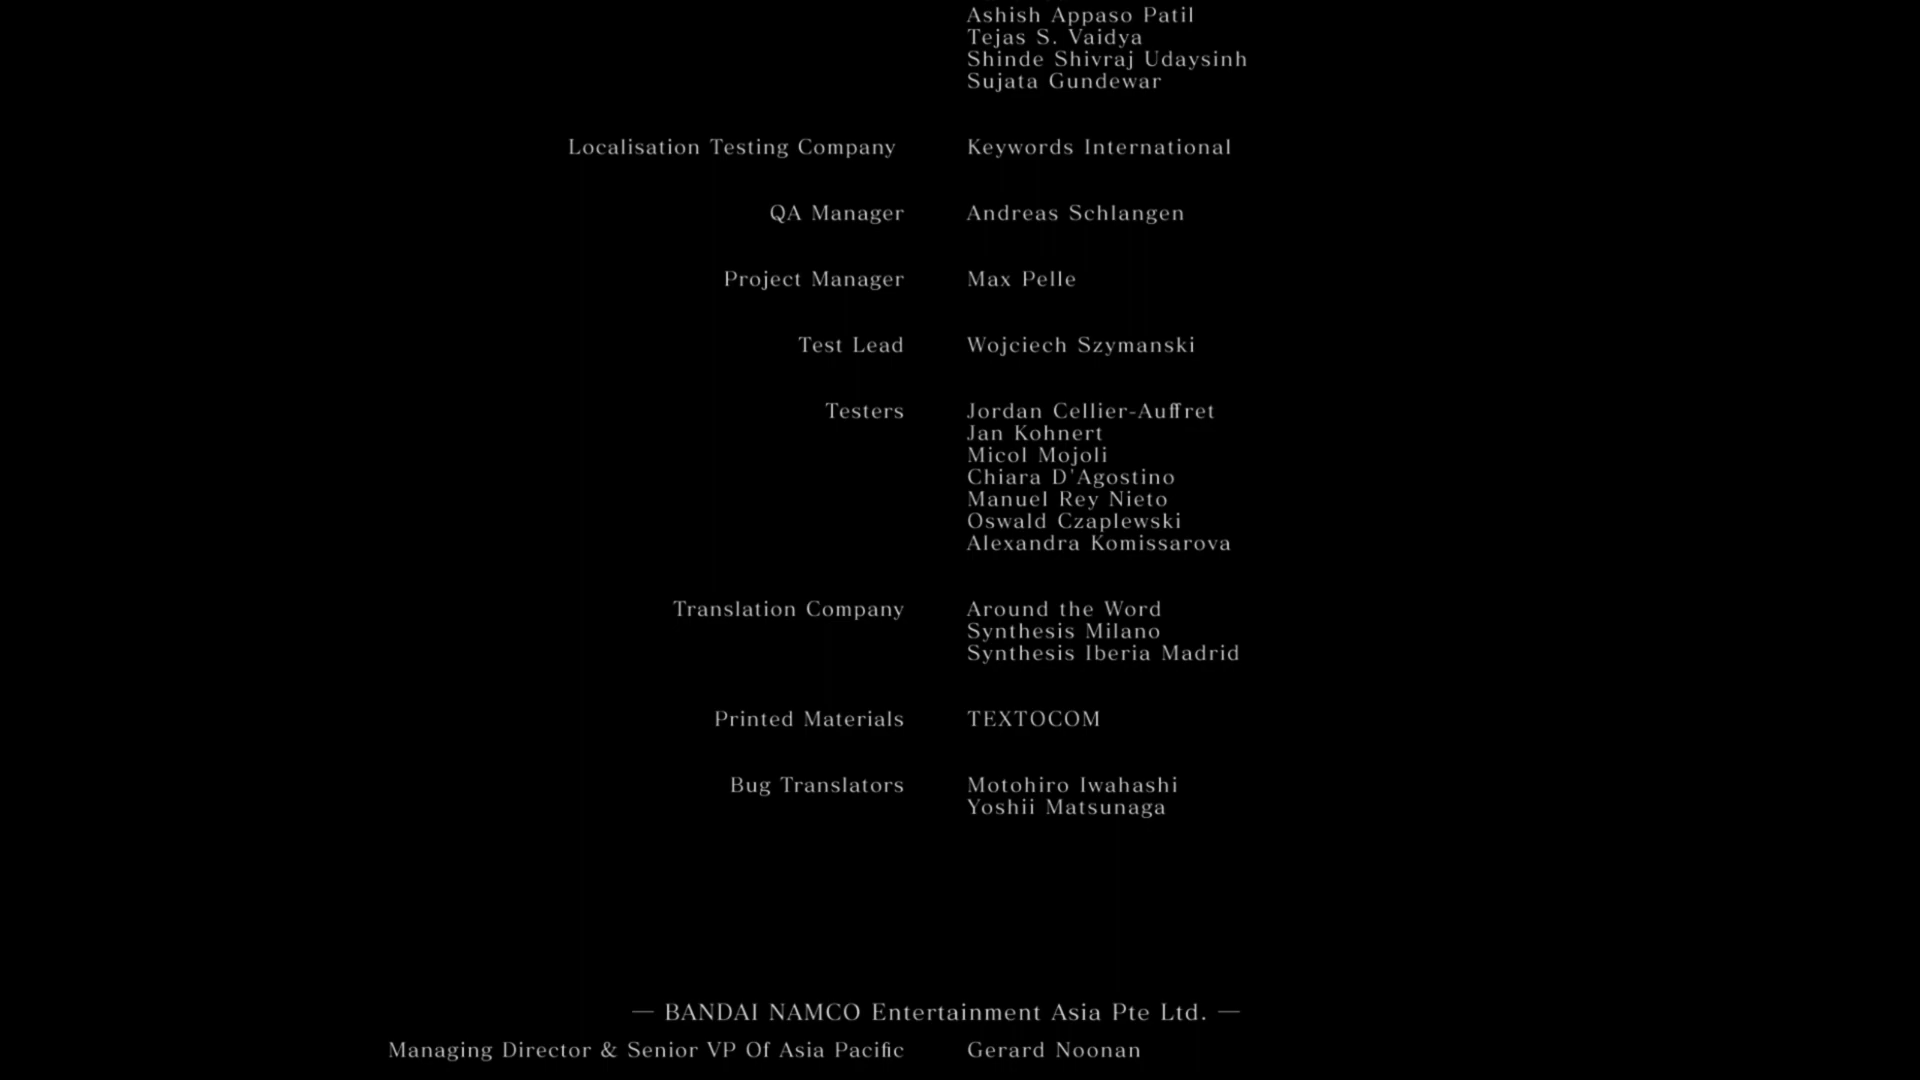 Ashish Appaso Patil
Tejas S. Vaidya
Shinde Shivraj Udaysinh
Sujata Gundewar
Localisation Testing Company Keywords International
QA Manager Andreas Schlangen
Project Manager Max Pelle
Test Lead Wojciech Szymanski
Testers Jordan Cellier-Auffret
Jan Kohnert
Micol Mojoli
Chiara D'Agostino
Manuel Rey Nieto
Oswald Czaplewski
Alexandra Komissarova
Translation Company Around the Word
Synthesis Milano
Synthesis Iberia Madrid
Printed Materials TEXTOCOM
Bug Translators Motohiro Iwahashi
Yoshii Matsunaga
— BANDAI NAMCO Entertainment Asia Pte Ltd. —
Managing Director & Senior VP Of Asia Pacific Gerard Noonan